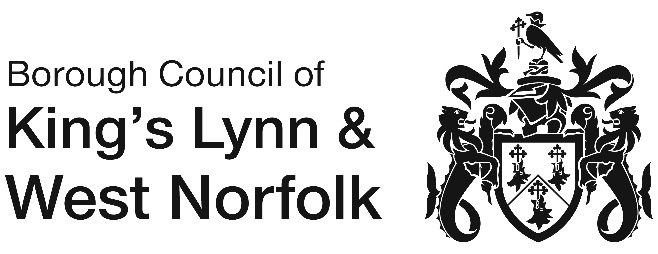 Borough Council of
King's Lynn &
West Norfolk